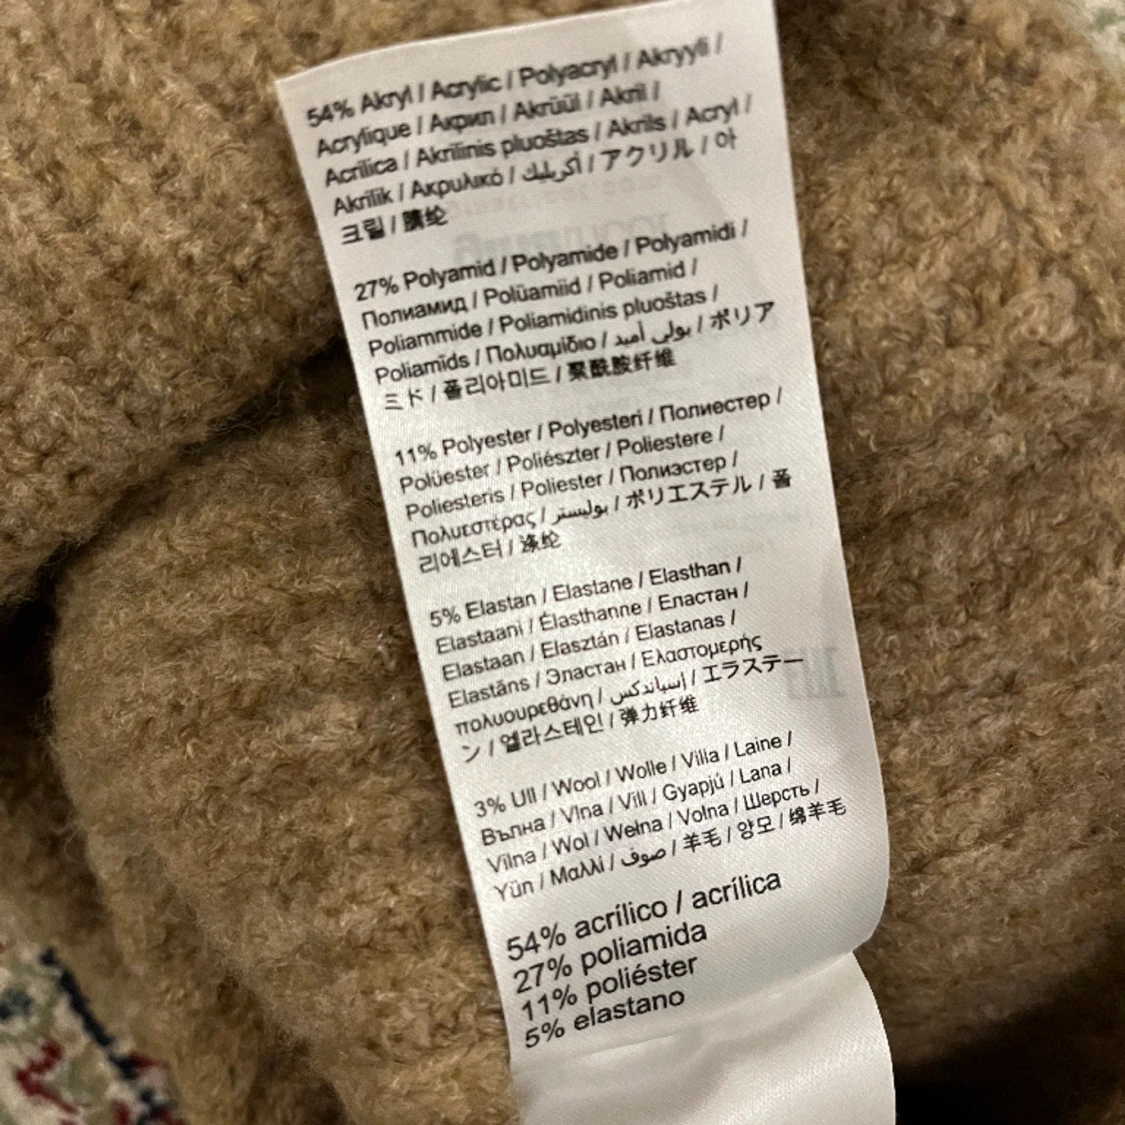 54% Akryl / Acrylic / Polyacryl / Akryyli /
Acrylique / Акрил / Akrüül / Akril /
Acrilica / Akrilinis pluoštas / Akrils / Acryl /
Akrilik / Ακρυλικό / أكريليك / アクリル / 아
크릴 / 腈纶
27% Polyamid / Polyamide / Polyamidi /
Полиамид / Polüamiid / Poliamid /
Poliammide / Poliamidinis pluoštas /
Poliamīds / Πολυαμίδιο / بولي أميد / ポリア
ミド / 폴리아미드 / 聚酰胺纤维
11% Polyester / Polyesteri / Полиестер /
Polüester / Poliészter / Poliestere /
Poliesteris / Poliester / Полиэстер /
Πολυεστέρας / بوليستر / ポリエステル / 폴
리에스터 / 涤纶
5% Elastan / Elastane / Elasthan /
Elastaani / Élasthanne / Еластан /
Elastaan / Elasztán / Elastanas /
Elastāns / Эластан / Ελαστομερής
πολυουρεθάνη / إسباندكس / エラステー
ン / 엘라스테인 / 弹力纤维
3% Ull / Wool / Wolle / Villa / Laine /
Вълна / Vlna / Vill / Gyapjú / Lana /
Vilna / Wol / Wełna / Volna / Шерсть /
Yün / Μαλλί / صوف / 羊毛 / 양모 / 绵羊毛
54% acrílico / acrílica
27% poliamida
11% poliéster
5% elastano